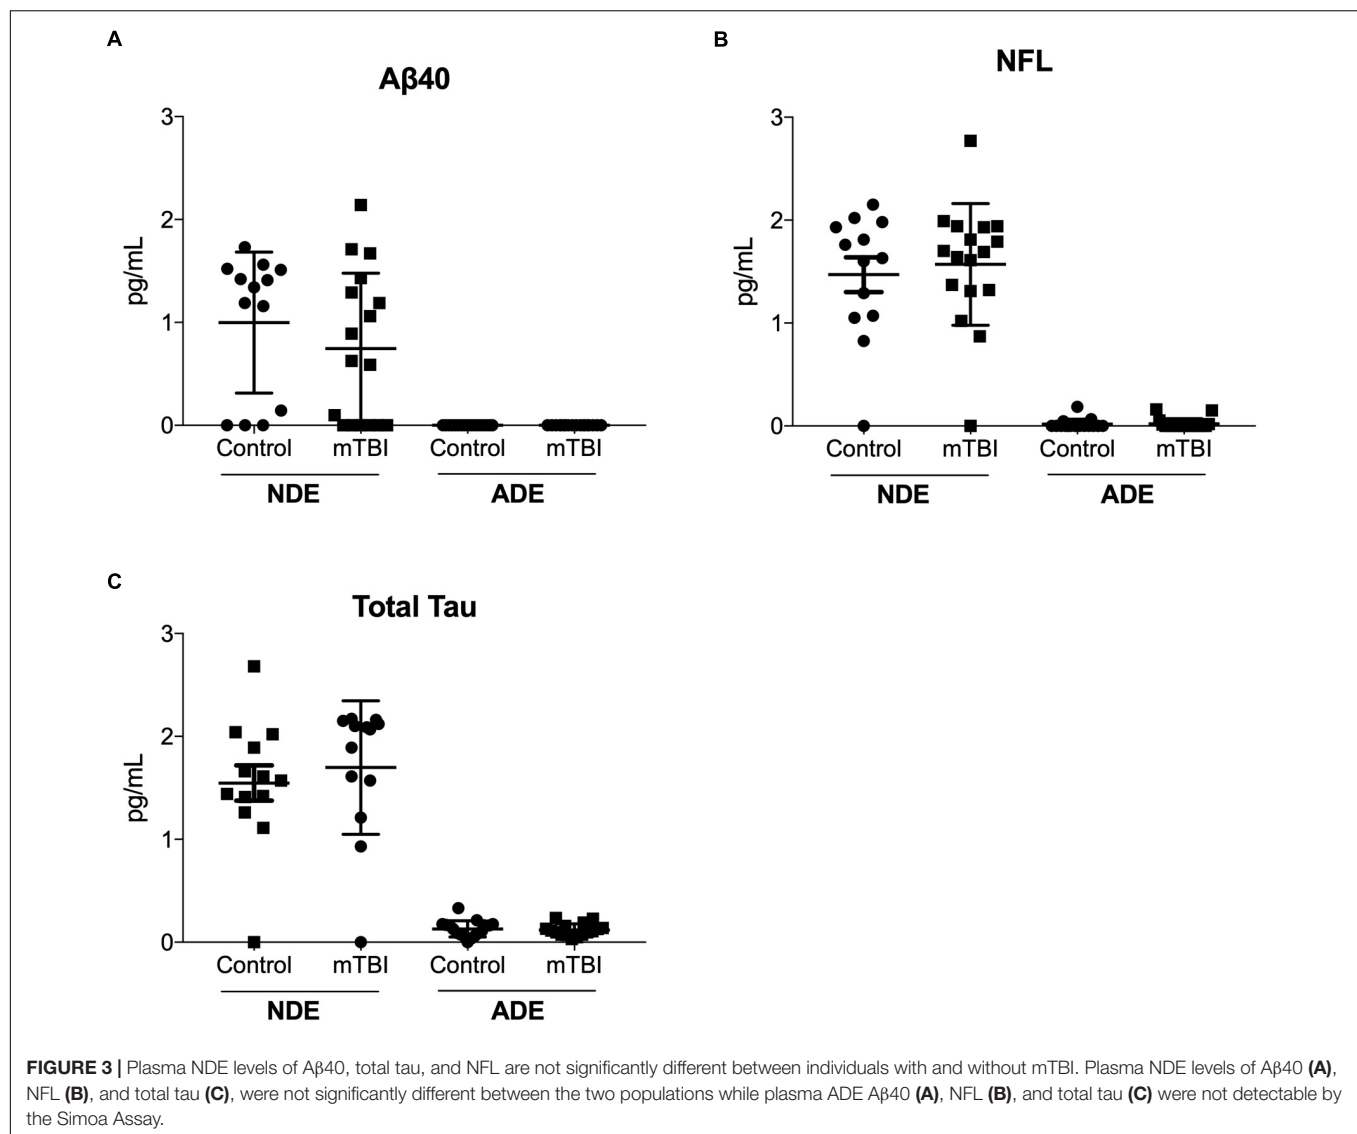 A
Aβ40
3
2
1
0
pg/mL
Control mTBI Control mTBI
NDE ADE
B
NFL
3
2
1
0
pg/mL
Control mTBI Control mTBI
NDE ADE
C
Total Tau
3
2
1
0
pg/mL
Control mTBI Control mTBI
NDE ADE
FIGURE 3 | Plasma NDE levels of Aβ40, total tau, and NFL are not significantly different between individuals with and without mTBI. Plasma NDE levels of Aβ40 (A),
NFL (B), and total tau (C), were not significantly different between the two populations while plasma ADE Aβ40 (A), NFL (B), and total tau (C) were not detectable by
the Simoa Assay.